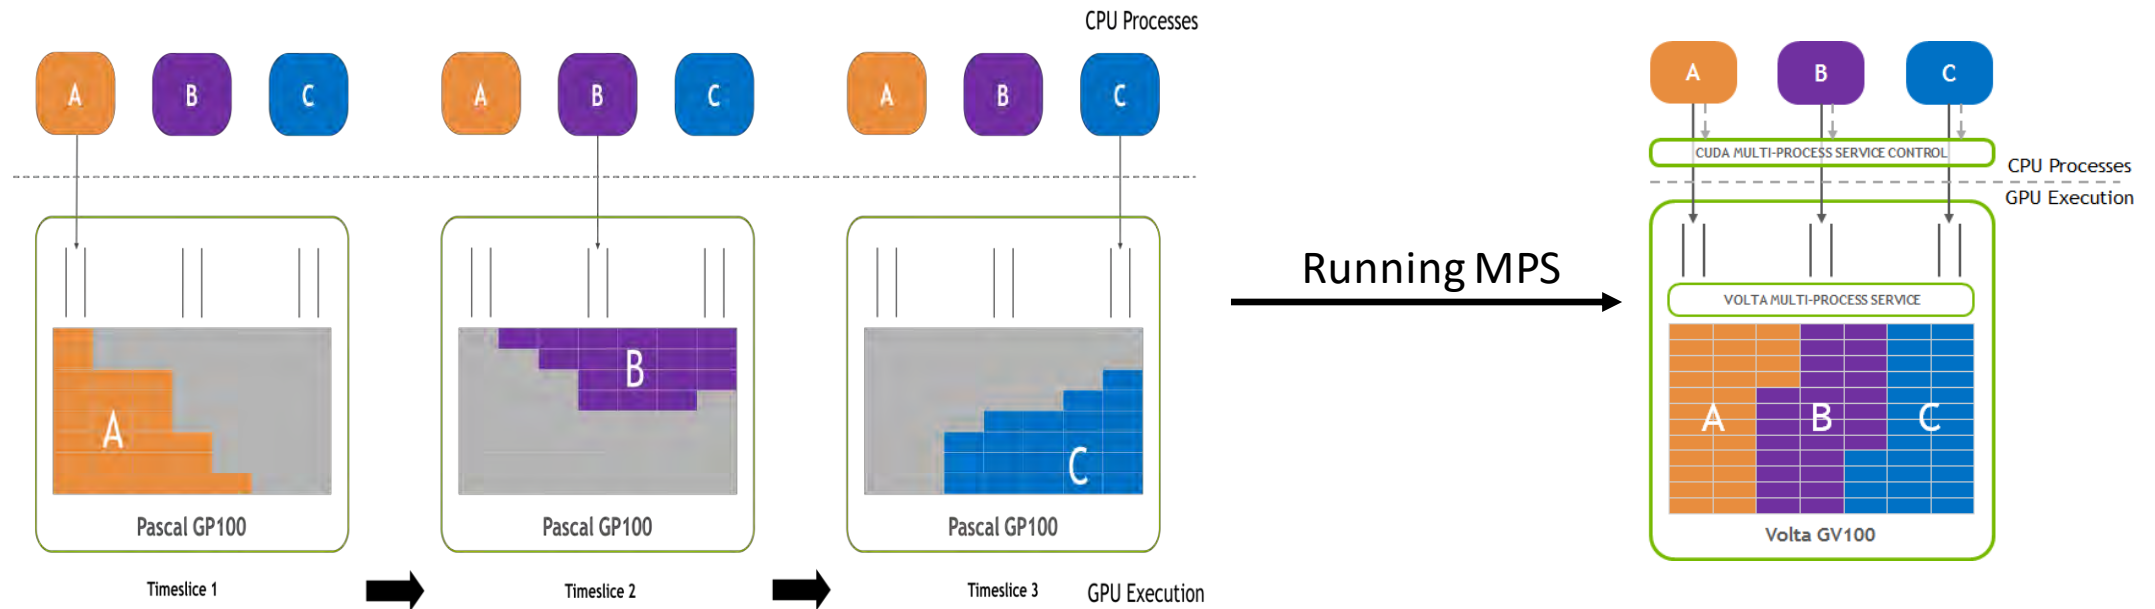 CPU Processes
A B C
A B C
A B C
A
B
C
Pascal GP100
Pascal GP100
Pascal GP100
Timeslice 1
Timeslice 2
Timeslice 3
GPU Execution
Running MPS
A B C
CUDA MULTI-PROCESS SERVICE CONTROL
CPU Processes
GPU Execution
VOLTA MULTI-PROCESS SERVICE
A B C
Volta GV100